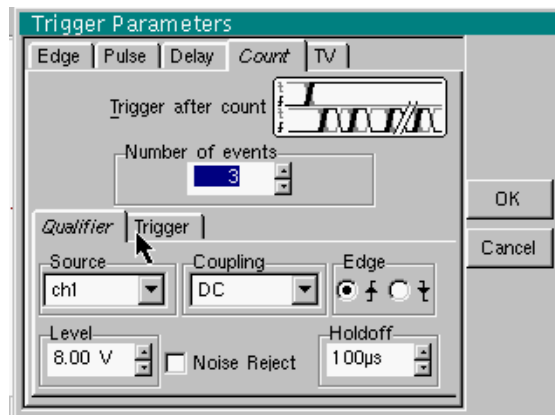 Trigger Parameters
Edge Pulse Delay Count TV
Trigger after count
Number of events
3
Qualifier Trigger
Source Coupling Edge
ch1 DC
Level Holdoff
8.00 V Noise Reject 100µs
OK
Cancel